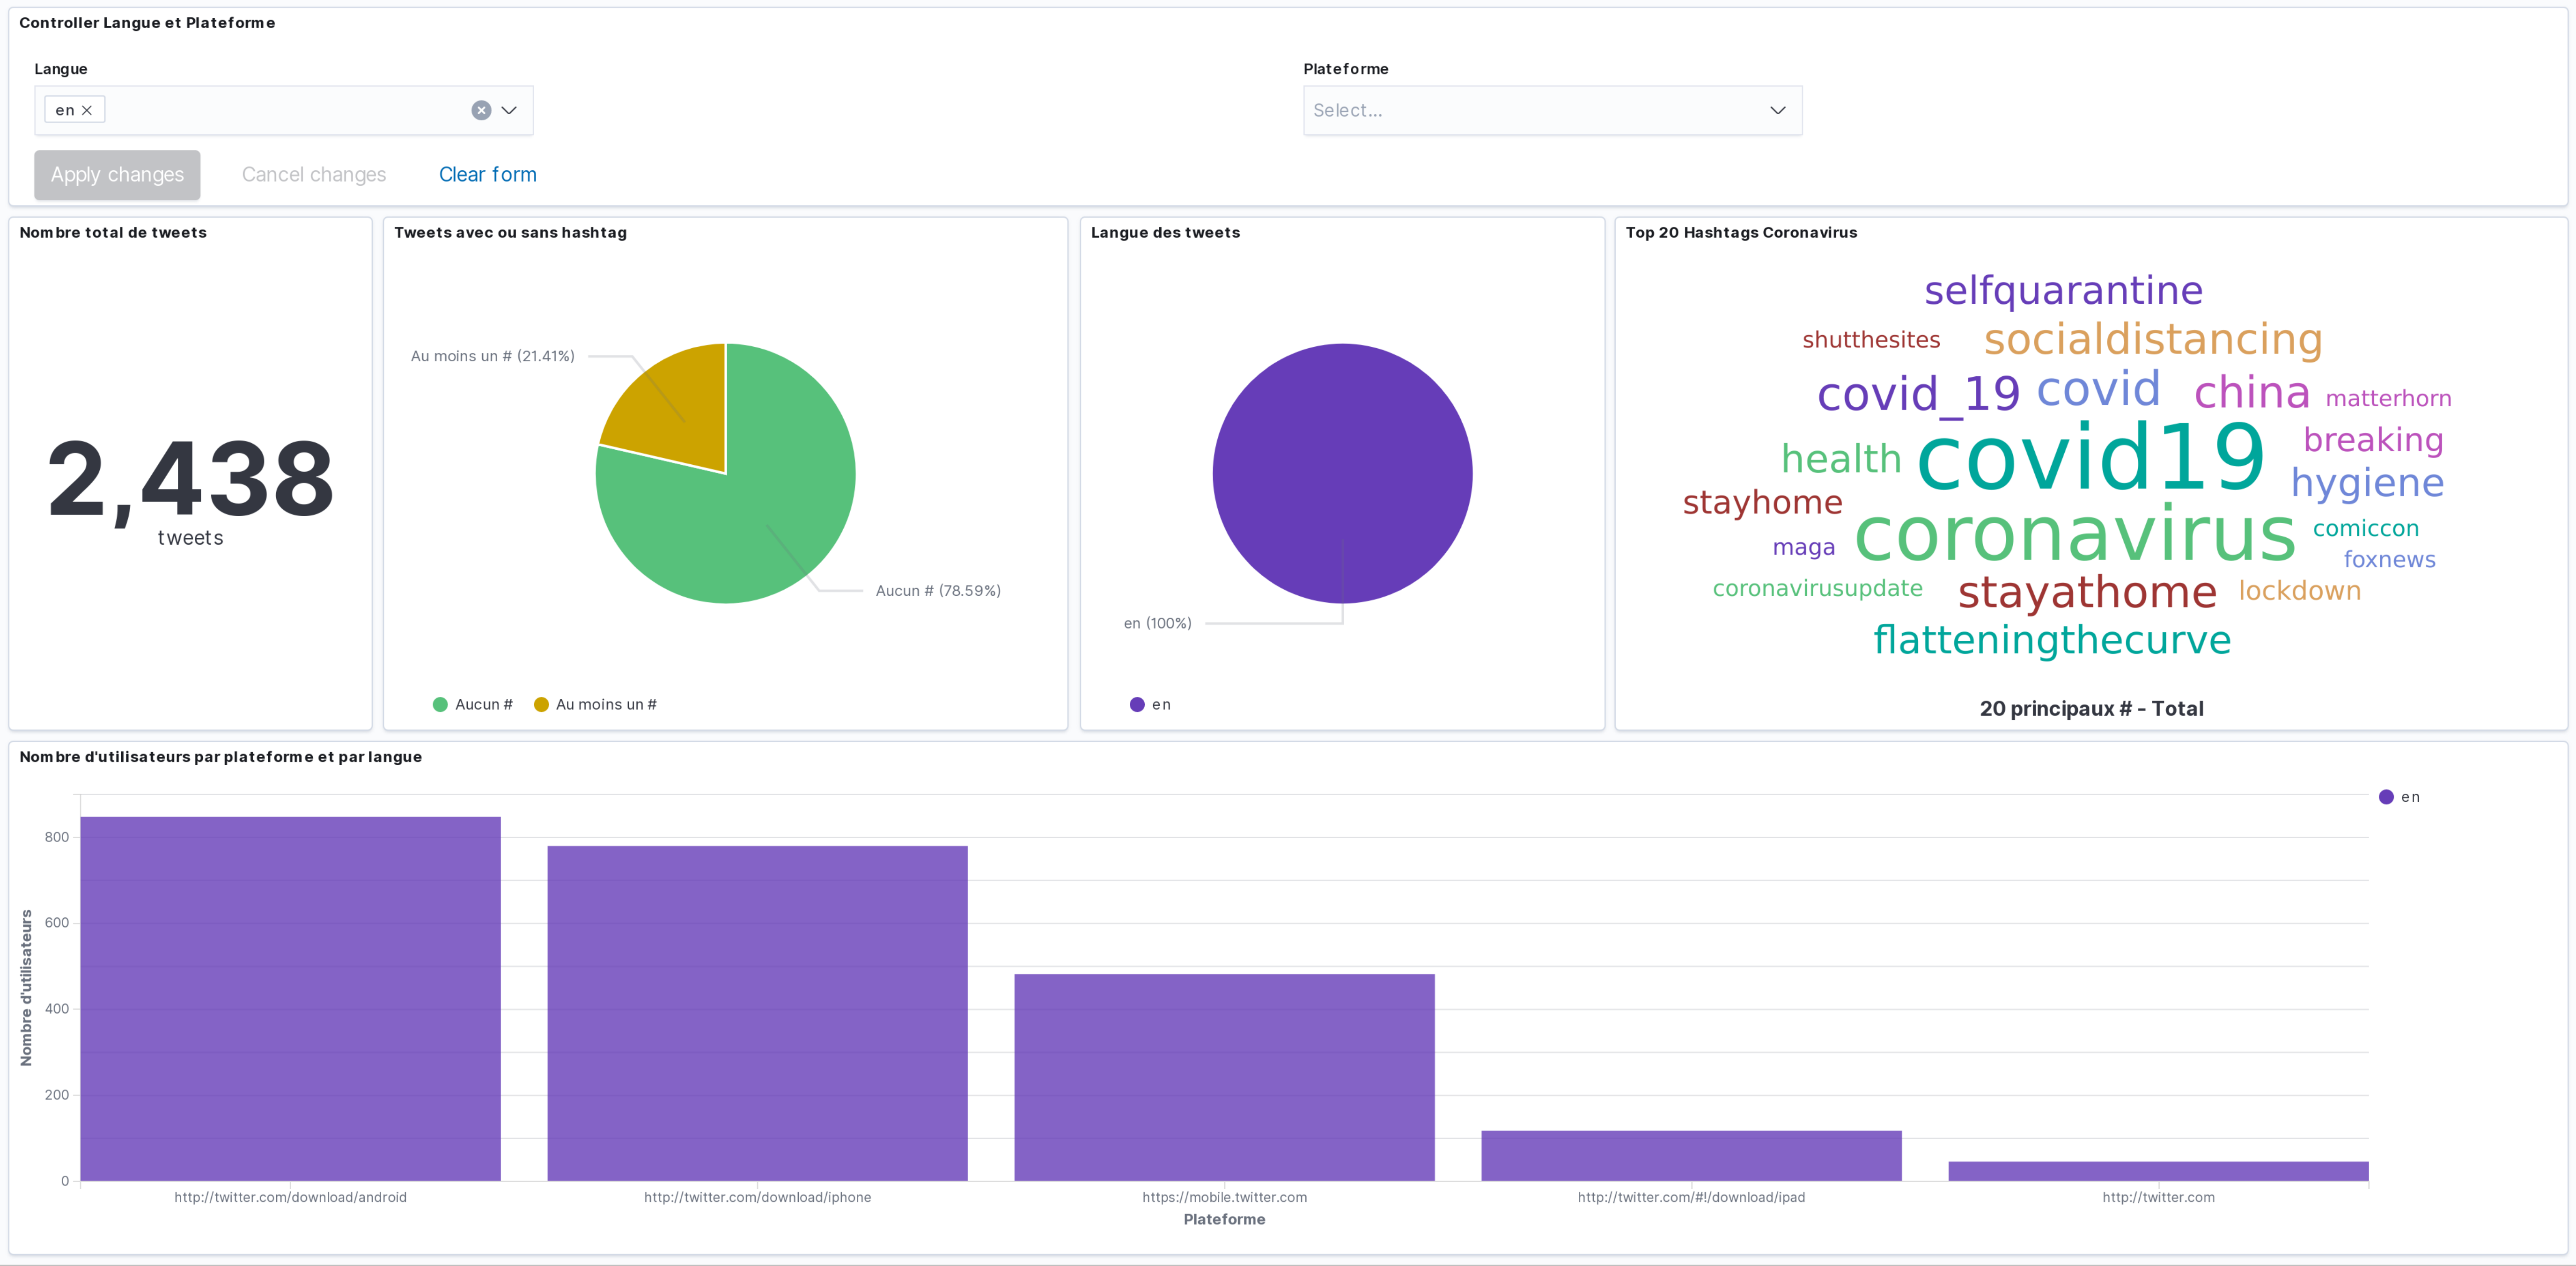 Controller Langue et Plateforme
Langue
Plateforme
en
Select...
Apply changes Cancel changes Clear form
Nombre total de tweets
2,438
tweets
Tweets avec ou sans hashtag
Au moins un # (21.41%)
Aucun # (78.59%)
Aucun # Au moins un #
Langue des tweets
en (100%)
en
Top 20 Hashtags Coronavirus
selfquarantine
shutthesites socialdistancing
covid_19 covid china matterhorn
health covid19 breaking
stayhome hygiene
maga coronavirus comiccon
foxnews
coronavirusupdate stayathome lockdown
flatteningthecurve
20 principaux # - Total
Nombre d'utilisateurs par plateforme et par langue
en
Nombre d'utilisateurs
800
600
400
200
0
http://twitter.com/download/android http://twitter.com/download/iphone https://mobile.twitter.com http://twitter.com/#!/download/ipad http://twitter.com
Plateforme